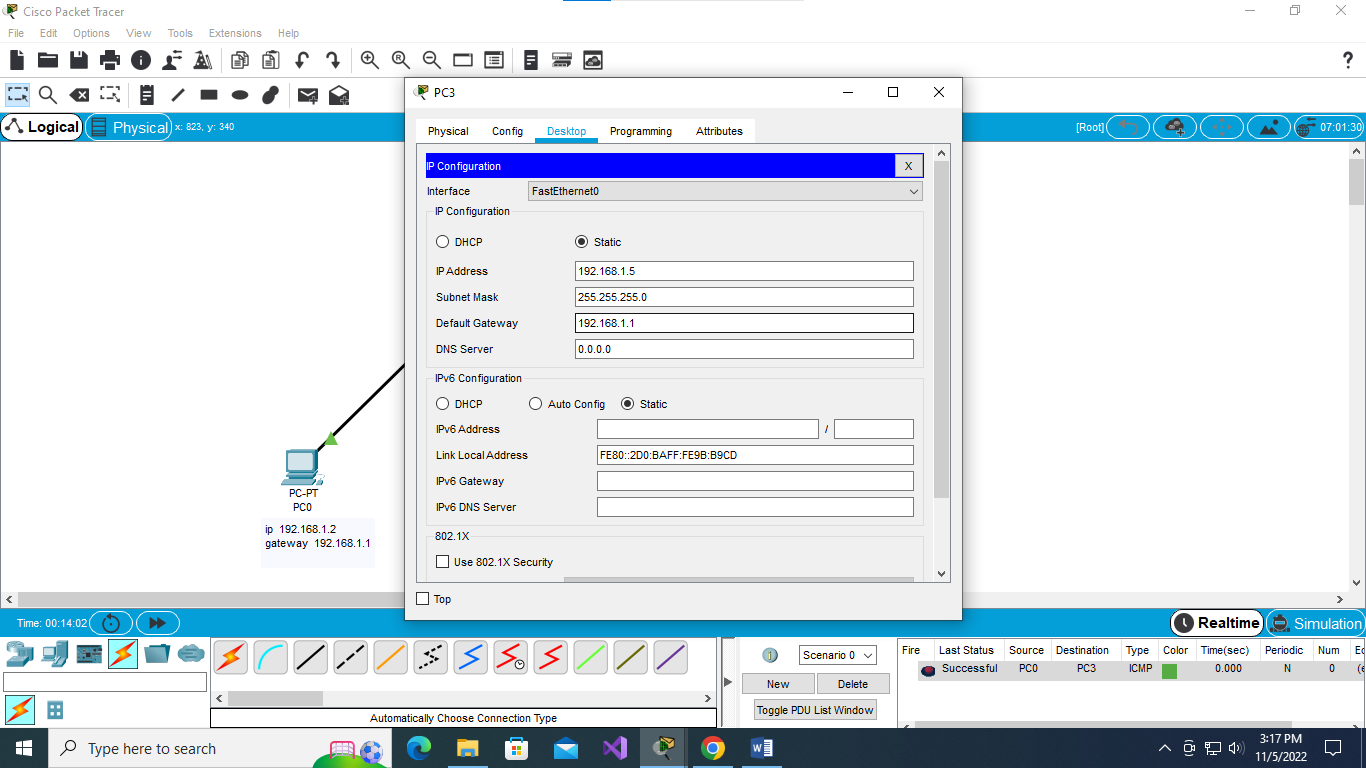 Cisco Packet Tracer
File Edit Options View Tools Extensions Help
?
Logical Physical x: 823, y: 340 [Root] 07:01:30
PC3
Physical Config Desktop Programming Attributes
IP Configuration X
Interface FastEthernet0
IP Configuration
DHCP Static
IP Address 192.168.1.5
Subnet Mask 255.255.255.0
Default Gateway 192.168.1.1
DNS Server 0.0.0.0
IPv6 Configuration
DHCP Auto Config Static
IPv6 Address /
Link Local Address FE80::2D0:BAFF:FE9B:B9CD
IPv6 Gateway
IPv6 DNS Server
802.1X
Use 802.1X Security
Top
PC-PT
PC0
ip 192.168.1.2
gateway 192.168.1.1
Time: 00:14:02 Realtime Simulation
Automatically Choose Connection Type
Scenario 0
New Delete
Toggle PDU List Window
Fire Last Status Source Destination Type Color Time(sec) Periodic Num
Successful PC0 PC3 ICMP 0.000 N 0
Type here to search
3:17 PM
11/5/2022